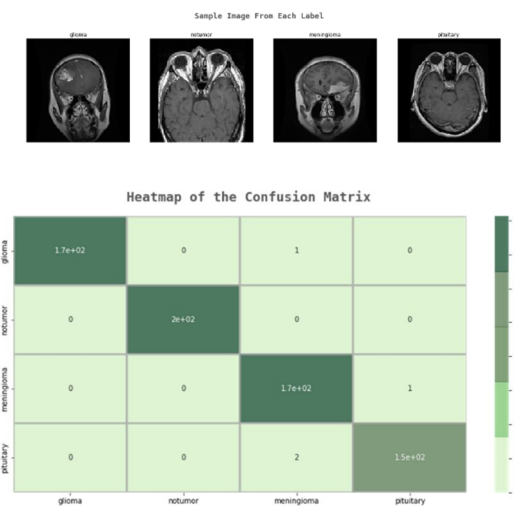 Sample Image From Each Label
glioma notumor meningioma pituitary
Heatmap of the Confusion Matrix
glioma 1.7e+02 0 1 0
notumor 0 2e+02 0 0
meningioma 0 0 1.7e+02 1
pituitary 0 0 2 1.5e+02
glioma notumor meningioma pituitary